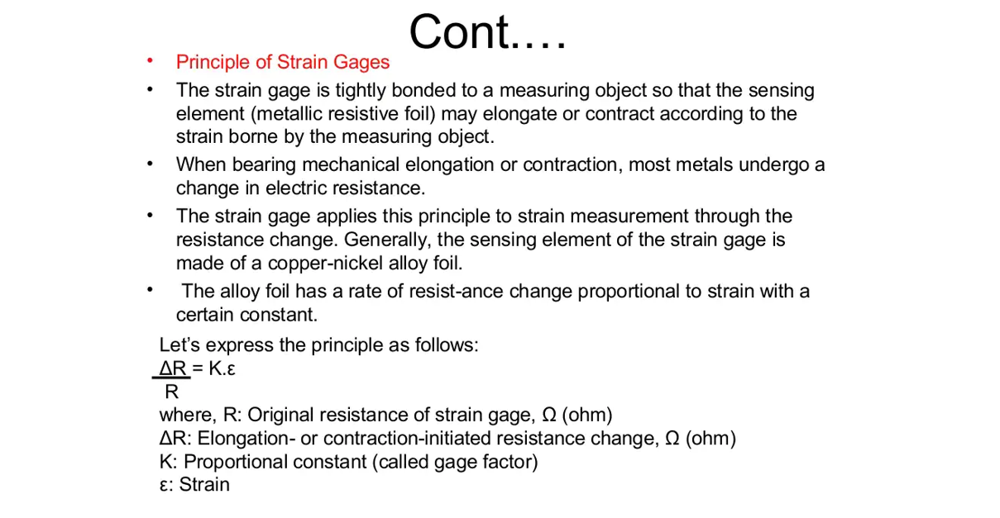 Cont....
• Principle of Strain Gages
• The strain gage is tightly bonded to a measuring object so that the sensing
element (metallic resistive foil) may elongate or contract according to the
strain borne by the measuring object.
• When bearing mechanical elongation or contraction, most metals undergo a
change in electric resistance.
• The strain gage applies this principle to strain measurement through the
resistance change. Generally, the sensing element of the strain gage is
made of a copper-nickel alloy foil.
• The alloy foil has a rate of resist-ance change proportional to strain with a
certain constant.
Let’s express the principle as follows:
ΔR = K.ε
R
where, R: Original resistance of strain gage, Ω (ohm)
ΔR: Elongation- or contraction-initiated resistance change, Ω (ohm)
K: Proportional constant (called gage factor)
ε: Strain